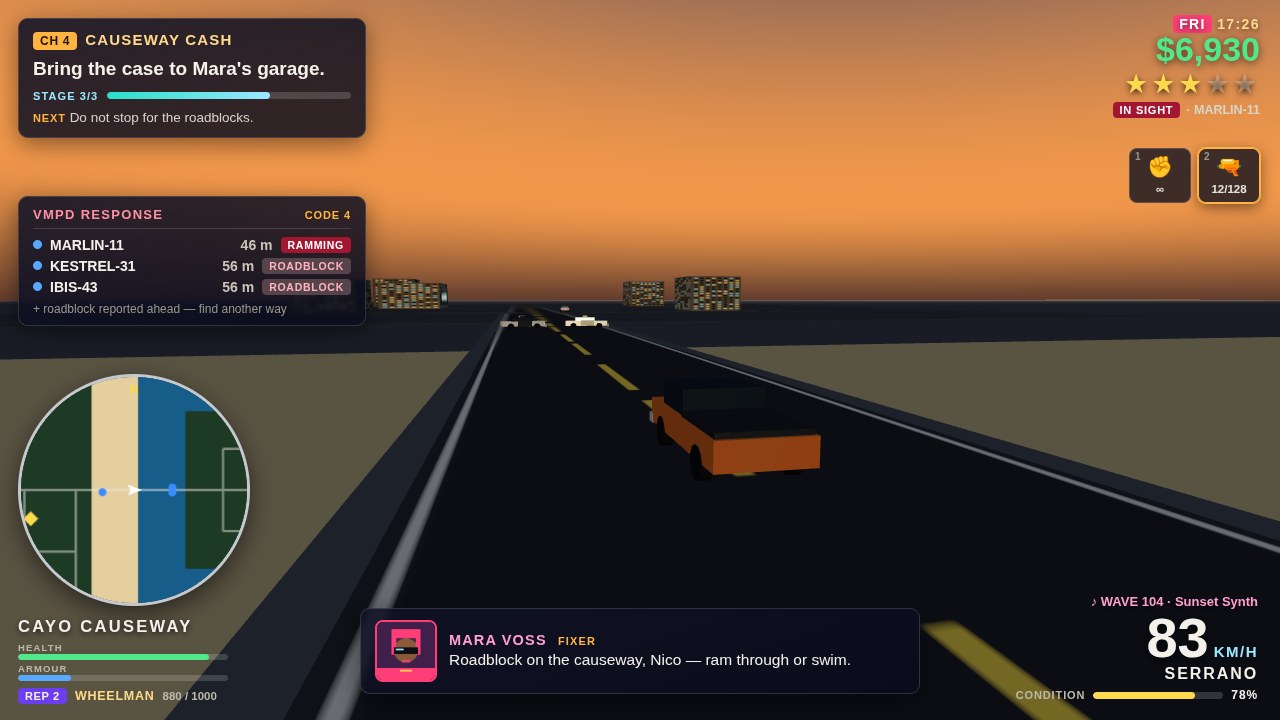 CH 4 CAUSEWAY CASH
Bring the case to Mara's garage.
STAGE 3/3
NEXT Do not stop for the roadblocks.
FRI 17:26
$6,930
IN SIGHT · MARLIN-11
1
∞
2
12/128
VMPD RESPONSE CODE 4
MARLIN-11 46 m RAMMING
KESTREL-31 56 m ROADBLOCK
IBIS-43 56 m ROADBLOCK
+ roadblock reported ahead — find another way
N
CAYO CAUSEWAY
HEALTH
ARMOUR
REP 2 WHEELMAN 880 / 1000
MARA VOSS FIXER
Roadblock on the causeway, Nico — ram through or swim.
♪ WAVE 104 · Sunset Synth
83 KM/H
SERRANO
CONDITION 78%